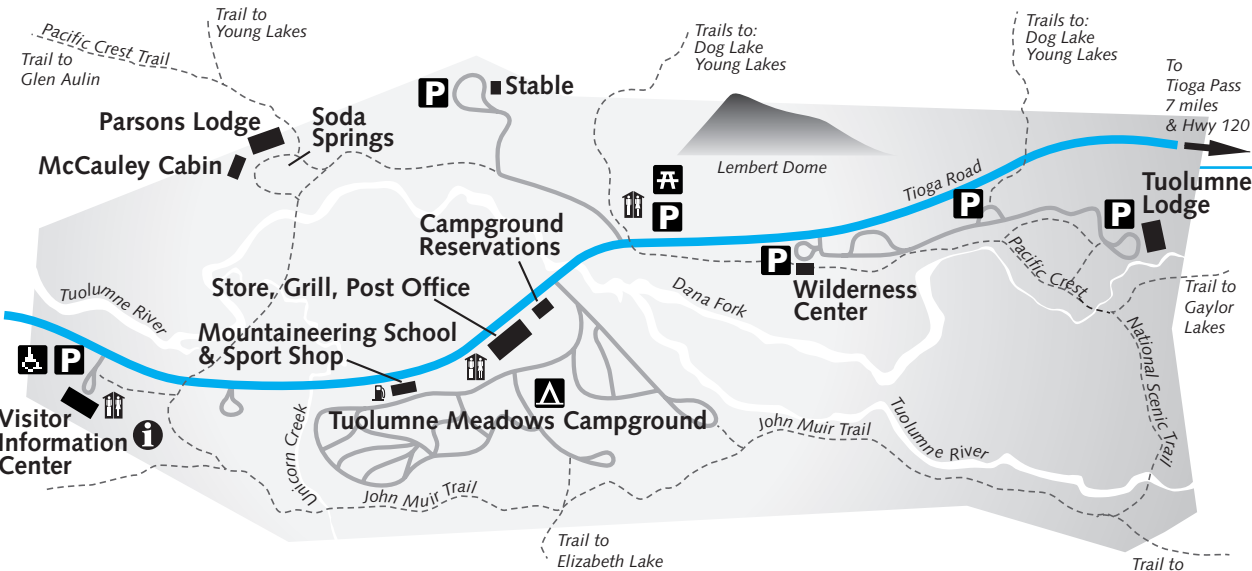 Trail to
Young Lakes
Pacific Crest Trail
Trail to
Glen Aulin
Trails to:
Dog Lake
Young Lakes
Trails to:
Dog Lake
Young Lakes
To
Tioga Pass
7 miles
& Hwy 120
P
Stable
Parsons Lodge
Soda
Springs
McCauley Cabin
Lembert Dome
Tioga Road
P
P
P
Tuolumne
Lodge
Campground
Reservations
Pacific Crest
National Scenic Trail
P
Wilderness
Center
Trail to
Gaylor
Lakes
Tuolumne River
Store, Grill, Post Office
Dana Fork
Mountaineering School
& Sport Shop
P
Visitor
Information
Center
i
Unicorn Creek
Tuolumne Meadows Campground
John Muir Trail
Tuolumne River
John Muir Trail
Trail to
Elizabeth Lake
Trail to